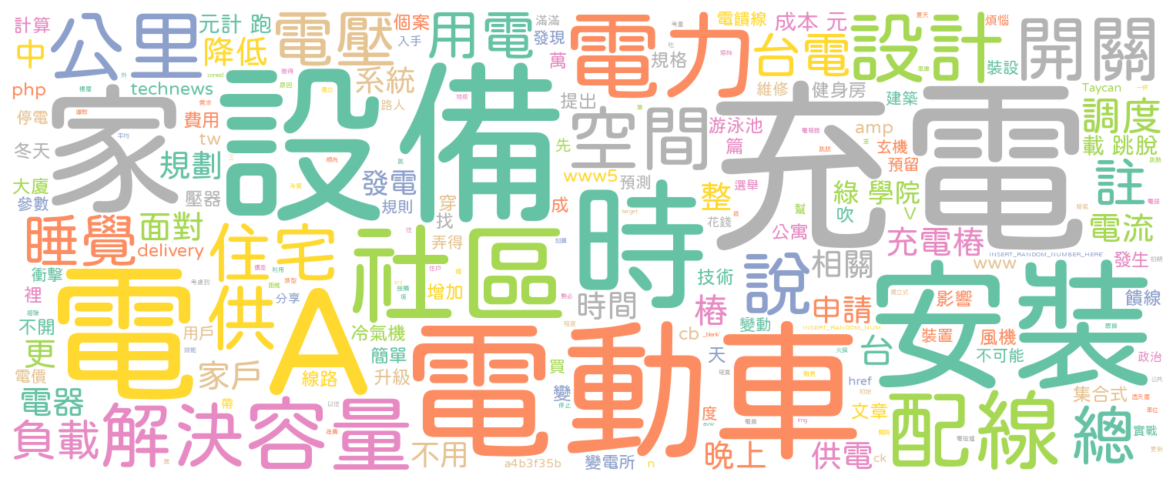 計算
公里
元計 跑
電壓
個案
用電
滿滿
電力
電請線
成本 元
設計
開關
中
降低
入手
發現
萬
規格
台電
煩惱
php
technews
系統
路人
提出
維修
健身房
裝設
Taycan
停電
家
費用
tw
設備
空間
充電
建築
調度
冬天
規劃
先
游泳池
amp
玄機
載 跳脫
壓器
發電
www5
篇
預留
大廈
參數
規則
穿
預測
整
選舉
綠 學院
註
睡覺
面對
找
成
時
花錢
幫
吹
V
電流
delivery
住宅
弄得
公寓
充電樁
www
衝擊
社區
說
相關
發生
INSERT_RANDOM_NUMBER_HERE
裡
電
供
A
分享
增加
時間
技術
樁
申請
安裝
影響
饋線
不開
用戶
冷氣機
電動車
cb
變動
裝置
風機
更
簡單
天
台
不可能
政治
電價
家戶
線路
升級
買
href
電器
帶
變
度
文章
配線
集合式
總
實戰
負載
解決
容量
不用
a4b3f35b
變電所
n
晚上
供電
ck